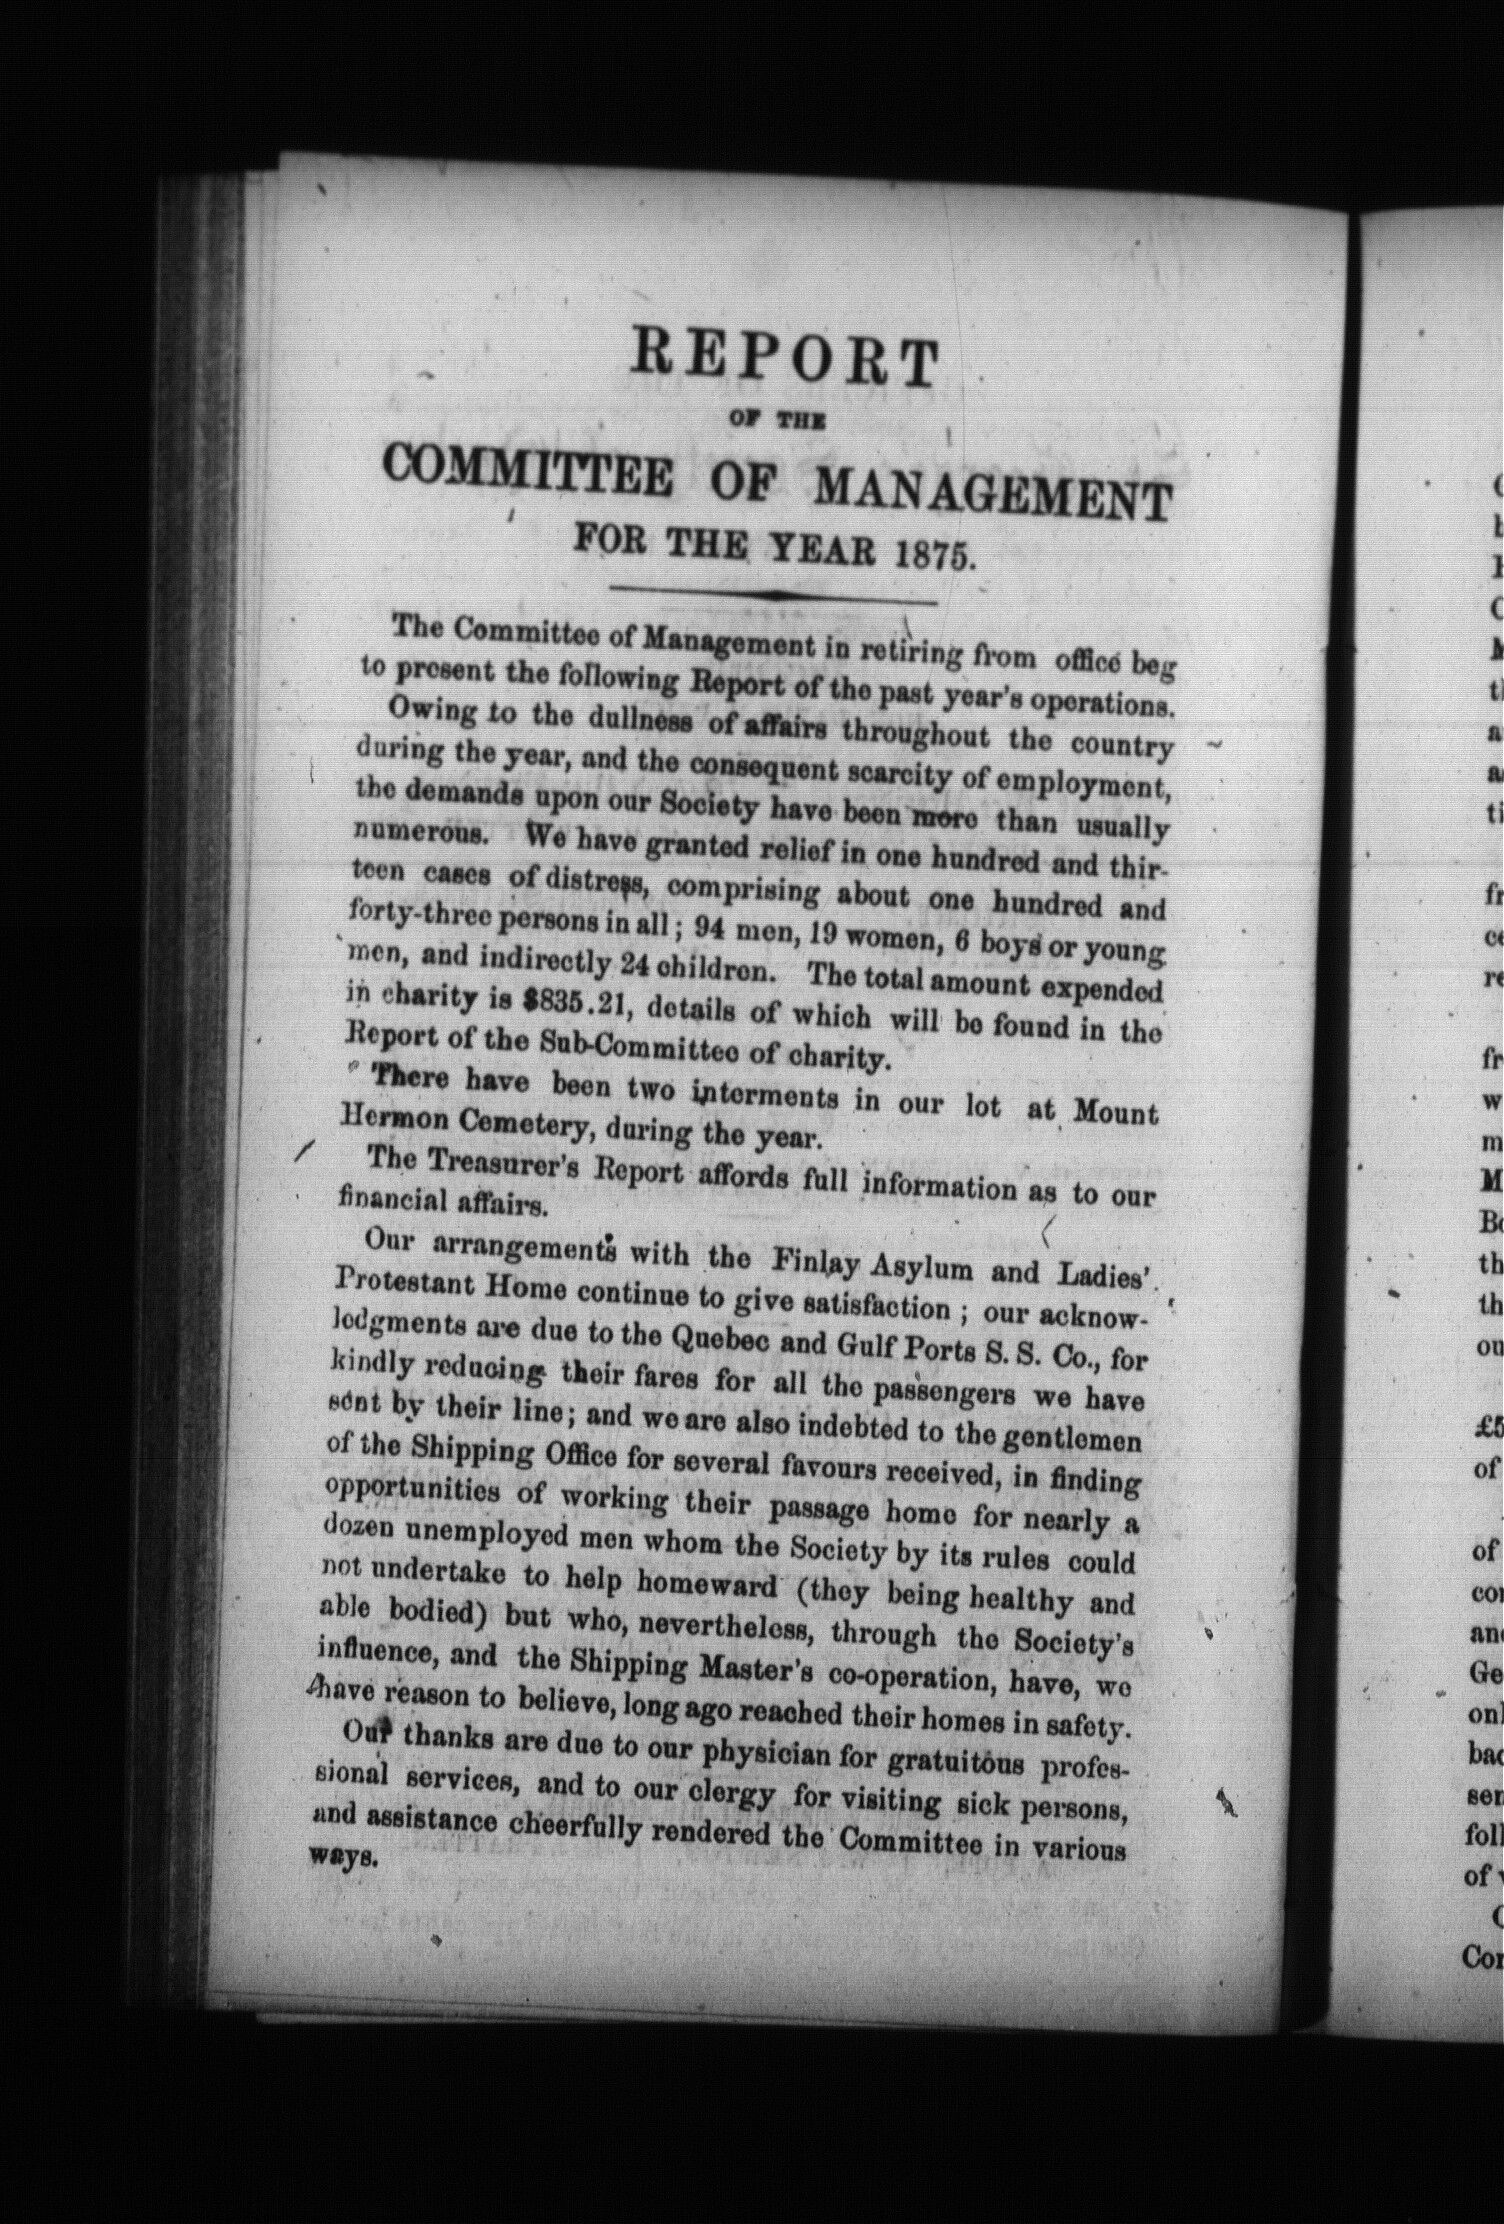 REPORT
OF THE
COMMITTEE OF MANAGEMENT
FOR THE YEAR 1875.
The Committee of Management in retiring from office beg
to present the following Report of the past year's operations.
Owing to the dullness of affairs throughout the country
during the year, and the consequent scarcity of employment,
the demands upon our Society have been more than usually
numerous. We have granted relief in one hundred and thir-
teen cases of distress, comprising about one hundred and
forty-three persons in all; 94 men, 19 women, 6 boys or young
men, and indirectly 24 children. The total amount expended
in charity is $835.21, details of which will be found in the
Report of the Sub-Committee of charity.
There have been two interments in our lot at Mount
Hermon Cemetery, during the year.
The Treasurer's Report affords full information as to our
financial affairs.
Our arrangements with the Finlay Asylum and Ladies'
Protestant Home continue to give satisfaction; our acknow-
ledgments are due to the Quebec and Gulf Ports S. S. Co., for
kindly reducing their fares for all the passengers we have
sent by their line; and we are also indebted to the gentlemen
of the Shipping Office for several favours received, in finding
opportunities of working their passage home for nearly a
dozen unemployed men whom the Society by its rules could
not undertake to help homeward (they being healthy and
able bodied) but who, nevertheless, through the Society's
influence, and the Shipping Master's co-operation, have, we
have reason to believe, long ago reached their homes in safety.
Our thanks are due to our physician for gratuitous profes-
sional services, and to our clergy for visiting sick persons,
and assistance cheerfully rendered the Committee in various
ways.